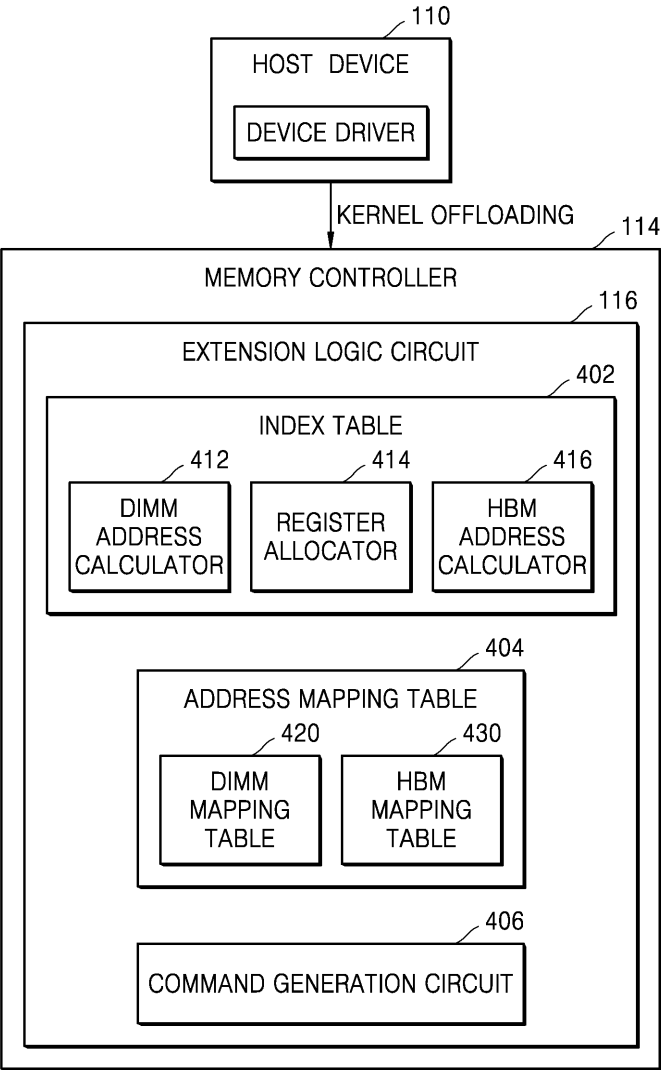 110
HOST DEVICE
DEVICE DRIVER
KERNEL OFFLOADING
114
MEMORY CONTROLLER
116
EXTENSION LOGIC CIRCUIT
402
INDEX TABLE
412
DIMM
ADDRESS
CALCULATOR
414
REGISTER
ALLOCATOR
416
HBM
ADDRESS
CALCULATOR
404
ADDRESS MAPPING TABLE
420
DIMM
MAPPING
TABLE
430
HBM
MAPPING
TABLE
406
COMMAND GENERATION CIRCUIT